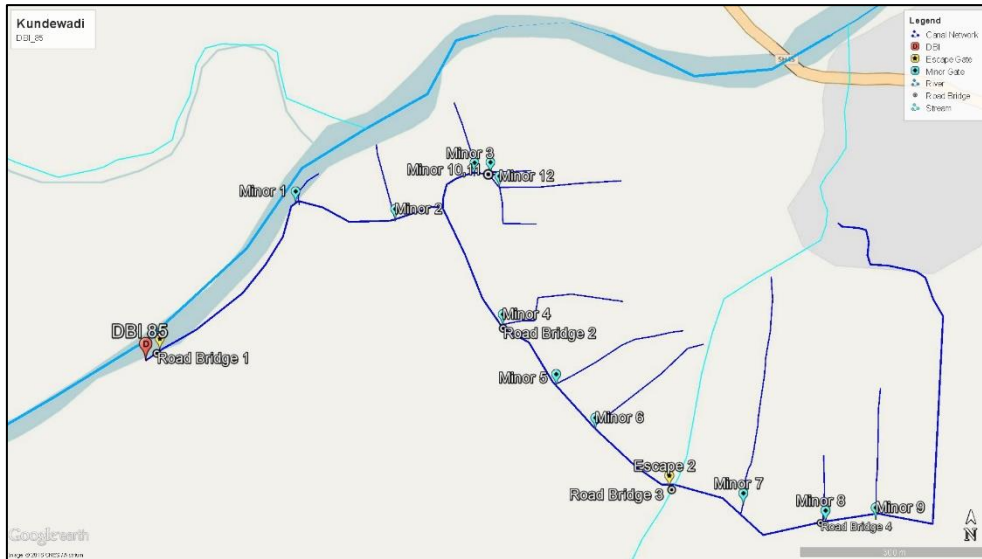 Kundewadi
DBI_85
Legend
Canal Network
DBI
Escape Gate
Minor Gate
River
Road Bridge
Stream
SH45
Minor 3
Minor 10,11
Minor 12
Minor 1
Minor 2
Minor 4
Road Bridge 2
DBI 85
Road Bridge 1
Minor 5
Minor 6
Escape 2
Road Bridge 3
Minor 7
Minor 8
Road Bridge 4
Minor 9
N
Google earth
300 m